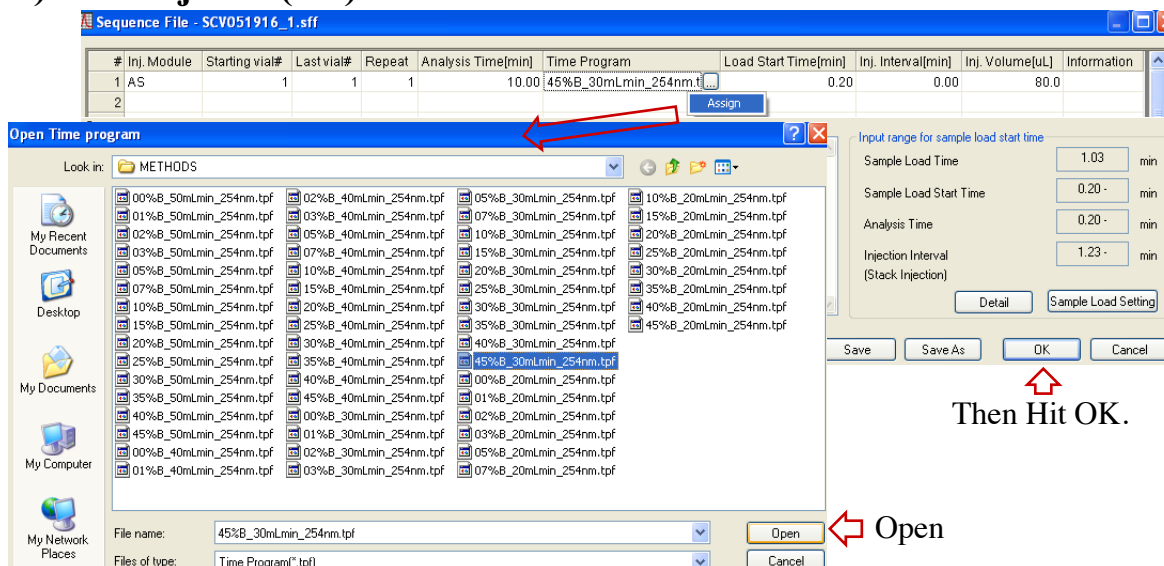 Sequence File - SCV051916_1.sff
# Inj. Module Starting vial# Last vial# Repeat Analysis Time[min] Time Program Load Start Time[min] Inj. Interval[min] Inj. Volume[uL] Information
1 AS 1 1 1 10.00 45%B_30mLmin_254nm.t ... 0.20 0.00 80.0
2
Assign
Open Time program
Look in: METHODS
My Recent Documents
Desktop
My Documents
My Computer
My Network Places
00%B_50mLmin_254nm.tpf 02%B_40mLmin_254nm.tpf 05%B_30mLmin_254nm.tpf 10%B_20mLmin_254nm.tpf
01%B_50mLmin_254nm.tpf 03%B_40mLmin_254nm.tpf 07%B_30mLmin_254nm.tpf 15%B_20mLmin_254nm.tpf
02%B_50mLmin_254nm.tpf 05%B_40mLmin_254nm.tpf 10%B_30mLmin_254nm.tpf 20%B_20mLmin_254nm.tpf
03%B_50mLmin_254nm.tpf 07%B_40mLmin_254nm.tpf 15%B_30mLmin_254nm.tpf 25%B_20mLmin_254nm.tpf
05%B_50mLmin_254nm.tpf 10%B_40mLmin_254nm.tpf 20%B_30mLmin_254nm.tpf 30%B_20mLmin_254nm.tpf
07%B_50mLmin_254nm.tpf 15%B_40mLmin_254nm.tpf 25%B_30mLmin_254nm.tpf 35%B_20mLmin_254nm.tpf
10%B_50mLmin_254nm.tpf 20%B_40mLmin_254nm.tpf 30%B_30mLmin_254nm.tpf 40%B_20mLmin_254nm.tpf
15%B_50mLmin_254nm.tpf 25%B_40mLmin_254nm.tpf 35%B_30mLmin_254nm.tpf 45%B_20mLmin_254nm.tpf
20%B_50mLmin_254nm.tpf 30%B_40mLmin_254nm.tpf 40%B_30mLmin_254nm.tpf
25%B_50mLmin_254nm.tpf 35%B_40mLmin_254nm.tpf 45%B_30mLmin_254nm.tpf
30%B_50mLmin_254nm.tpf 40%B_40mLmin_254nm.tpf 00%B_20mLmin_254nm.tpf
35%B_50mLmin_254nm.tpf 45%B_40mLmin_254nm.tpf 01%B_20mLmin_254nm.tpf
40%B_50mLmin_254nm.tpf 00%B_30mLmin_254nm.tpf 02%B_20mLmin_254nm.tpf
45%B_50mLmin_254nm.tpf 01%B_30mLmin_254nm.tpf 03%B_20mLmin_254nm.tpf
00%B_40mLmin_254nm.tpf 02%B_30mLmin_254nm.tpf 05%B_20mLmin_254nm.tpf
01%B_40mLmin_254nm.tpf 03%B_30mLmin_254nm.tpf 07%B_20mLmin_254nm.tpf
File name: 45%B_30mLmin_254nm.tpf Open
Files of type: Time Program(*.tpf) Cancel
Input range for sample load start time
Sample Load Time 1.03 min
Sample Load Start Time 0.20 - min
Analysis Time 0.20 - min
Injection Interval 1.23 - min
(Stack Injection)
Detail Sample Load Setting
Save Save As OK Cancel
Then Hit OK.
Open